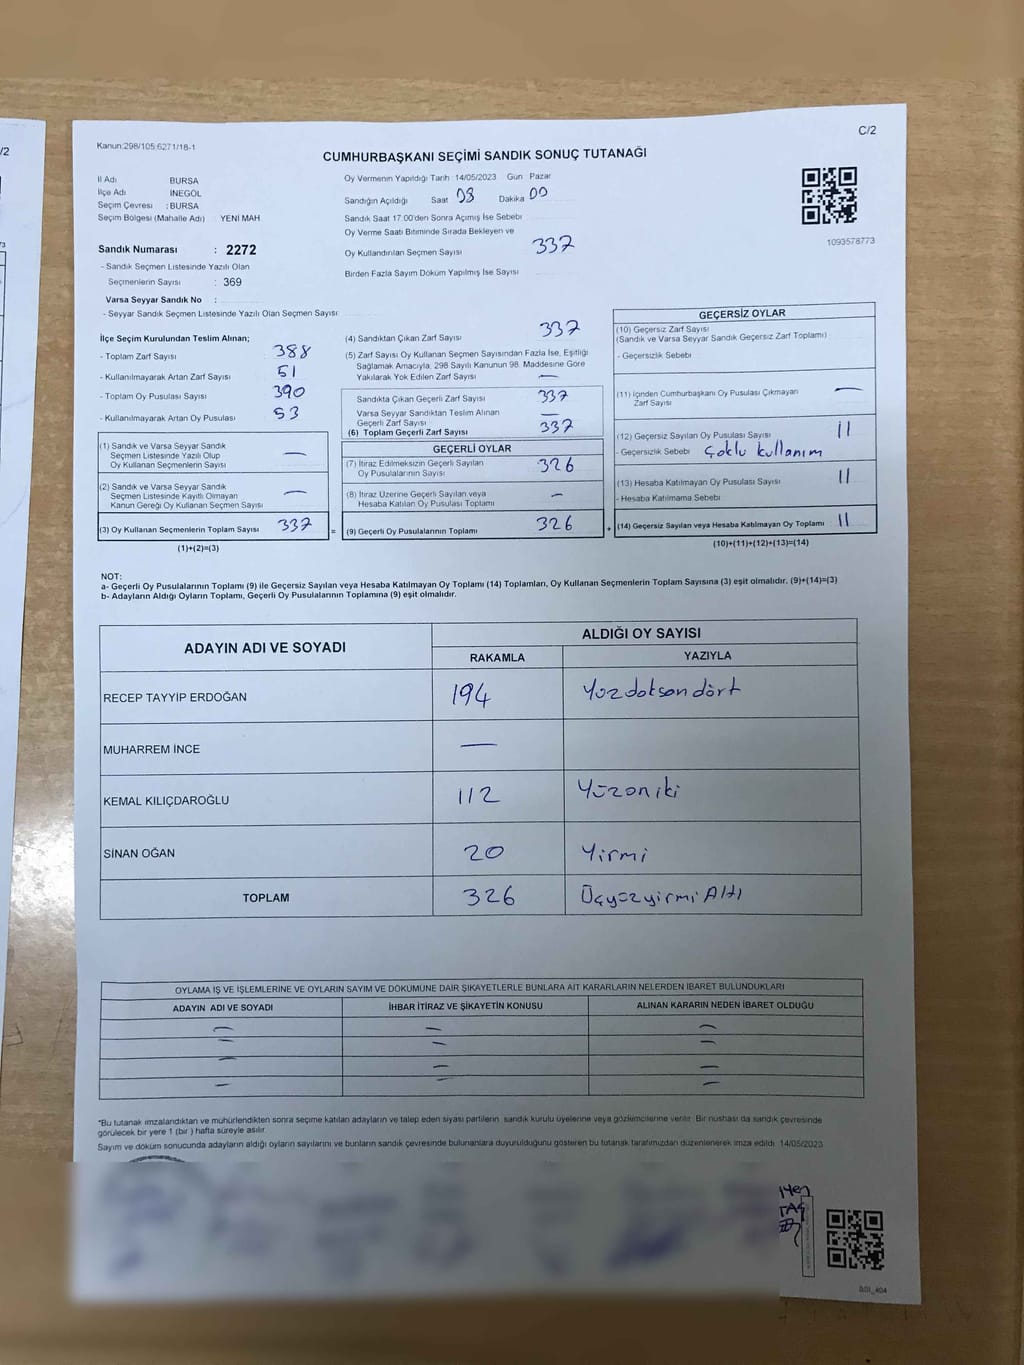 C/2
Kanun:298/105;6271/18-1
CUMHURBAŞKANI SEÇİMİ SANDIK SONUÇ TUTANAĞI
İl Adı BURSA
İlçe Adı İNEGÖL
Seçim Çevresi : BURSA
Seçim Bölgesi (Mahalle Adı) YENİ MAH
Sandık Numarası : 2272
- Sandık Seçmen Listesinde Yazılı Olan
Seçmenlerin Sayısı : 369
Varsa Seyyar Sandık No :
- Seyyar Sandık Seçmen Listesinde Yazılı Olan Seçmen Sayısı
Oy Vermenin Yapıldığı Tarih 14/05/2023 Gün Pazar
Sandığın Açıldığı Saat 08 Dakika 00
Sandık Saat 17.00'den Sonra Açımış İse Sebebi
Oy Verme Saati Bitiminde Sırada Bekleyen ve
Oy Kullandırılan Seçmen Sayısı 337
Birden Fazla Sayım Döküm Yapılmış İse Sayısı
1093578773
İlçe Seçim Kurulundan Teslim Alınan;
- Toplam Zarf Sayısı 388
- Kullanılmayarak Artan Zarf Sayısı 51
- Toplam Oy Pusulası Sayısı 390
- Kullanılmayarak Artan Oy Pusulası 53
(1) Sandık ve Varsa Seyyar Sandık
Seçmen Listesinde Yazılı Olup
Oy Kullanan Seçmenlerin Sayısı —
(2) Sandık ve Varsa Seyyar Sandık
Seçmen Listesinde Kayıtlı Olmayan
Kanun Gereği Oy Kullanan Seçmen Sayısı —
(3) Oy Kullanan Seçmenlerin Toplam Sayısı 337
(1)+(2)=(3)
(4) Sandıktan Çıkan Zarf Sayısı 337
(5) Zarf Sayısı Oy Kullanan Seçmen Sayısından Fazla İse, Eşitliği
Sağlamak Amacıyla, 298 Sayılı Kanunun 98. Maddesine Göre
Yakılarak Yok Edilen Zarf Sayısı —
Sandıkta Çıkan Geçerli Zarf Sayısı 337
Varsa Seyyar Sandıktan Teslim Alınan
Geçerli Zarf Sayısı —
(6) Toplam Geçerli Zarf Sayısı 337
GEÇERLİ OYLAR
(7) İtiraz Edilmeksizin Geçerli Sayılan
Oy Pusulalarının Sayısı 326
(8) İtiraz Üzerine Geçerli Sayılan veya
Hesaba Katılan Oy Pusulası Toplamı —
= (9) Geçerli Oy Pusulalarının Toplamı 326 +
GEÇERSİZ OYLAR
(10) Geçersiz Zarf Sayısı
(Sandık ve Varsa Seyyar Sandık Geçersiz Zarf Toplamı)
- Geçersizlik Sebebi
(11) İçinden Cumhurbaşkanı Oy Pusulası Çıkmayan
Zarf Sayısı —
(12) Geçersiz Sayılan Oy Pusulası Sayısı 11
- Geçersizlik Sebebi Çoklu kullanım
(13) Hesaba Katılmayan Oy Pusulası Sayısı 11
- Hesaba Katılmama Sebebi
(14) Geçersiz Sayılan veya Hesaba Katılmayan Oy Toplamı 11
(10)+(11)+(12)+(13)=(14)
NOT:
a- Geçerli Oy Pusulalarının Toplamı (9) ile Geçersiz Sayılan veya Hesaba Katılmayan Oy Toplamı (14) Toplamları, Oy Kullanan Seçmenlerin Toplam Sayısına (3) eşit olmalıdır. (9)+(14)=(3)
b- Adayların Aldığı Oyların Toplamı, Geçerli Oy Pusulalarının Toplamına (9) eşit olmalıdır.
ADAYIN ADI VE SOYADI ALDIĞI OY SAYISI
RAKAMLA YAZIYLA
RECEP TAYYİP ERDOĞAN 194 Yüzdoksan dört
MUHARREM İNCE —
KEMAL KILIÇDAROĞLU 112 Yüzoniki
SİNAN OĞAN 20 Yirmi
TOPLAM 326 Üçyüzyirmi Altı
OYLAMA İŞ VE İŞLEMLERİNE VE OYLARIN SAYIM VE DÖKÜMÜNE DAİR ŞİKAYETLERLE BUNLARA AİT KARARLARIN NELERDEN İBARET BULUNDUKLARI
ADAYIN ADI VE SOYADI İHBAR İTİRAZ VE ŞİKAYETİN KONUSU ALINAN KARARIN NEDEN İBARET OLDUĞU
— — —
— — —
— — —
— — —
*Bu tutanak imzalandıktan ve mühürlendikten sonra seçime katılan adayların ve talep eden siyasi partilerin sandık kurulu üyelerine veya gözlemcilerine verilir. Bir nüshası da sandık çevresinde
görülecek bir yere 1 (bir ) hafta süreyle asılır.
Sayım ve döküm sonucunda adayların aldığı oyların sayılarını ve bunların sandık çevresinde bulunanlara duyurulduğunu gösteren bu tutanak tarafımızdan düzenlenerek imza edildi. 14/05/2023